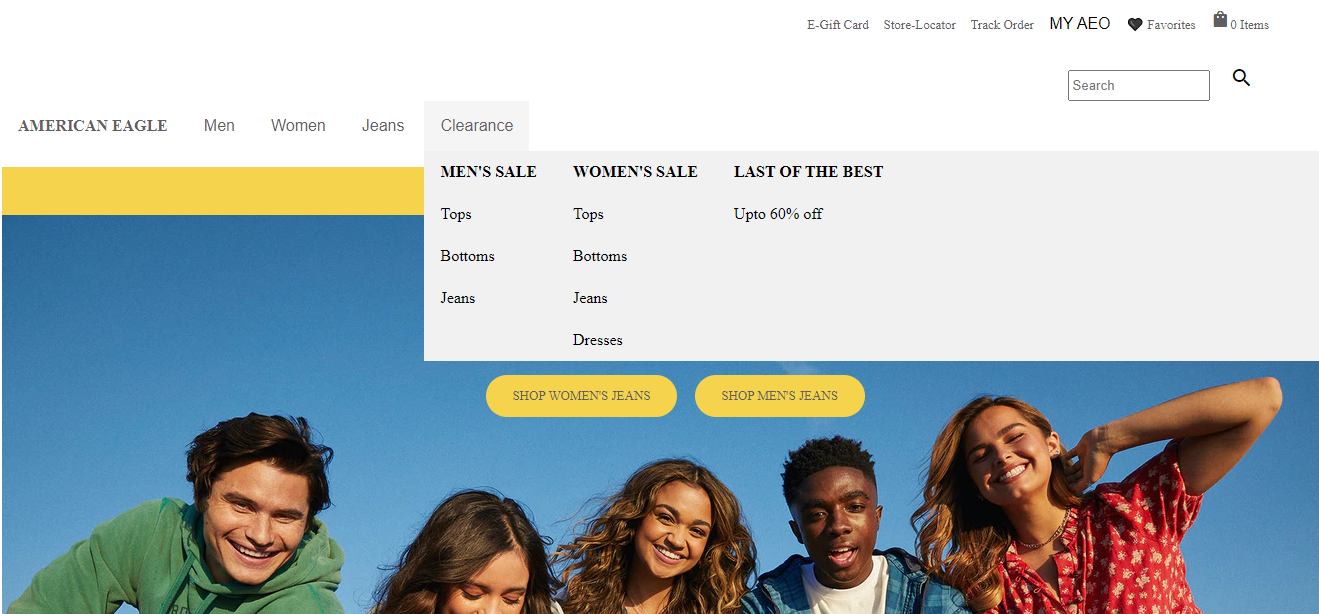 E-Gift Card Store-Locator Track Order MY AEO Favorites 0 Items
Search
AMERICAN EAGLE Men Women Jeans Clearance
MEN'S SALE WOMEN'S SALE LAST OF THE BEST
Tops Tops Upto 60% off
Bottoms Bottoms
Jeans Jeans
Dresses
SHOP WOMEN'S JEANS SHOP MEN'S JEANS